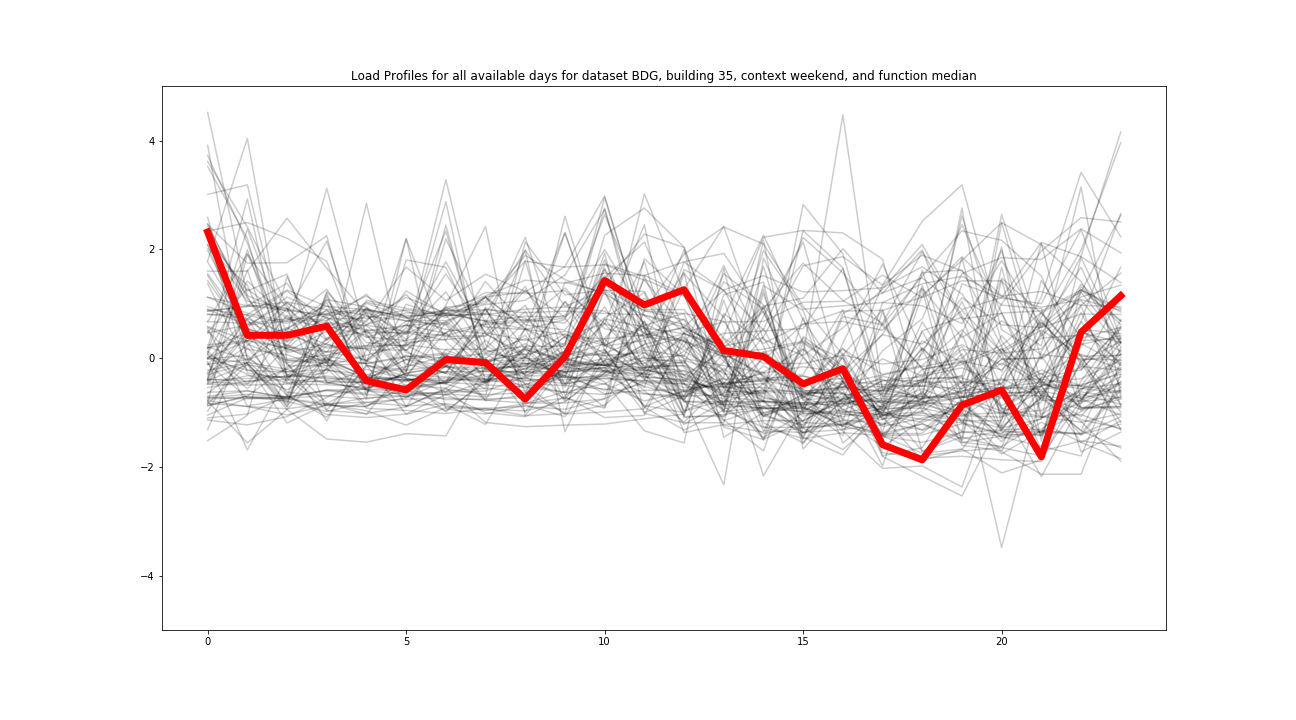 Load Profiles for all available days for dataset BDG, building 35, context weekend, and function median
4
2
0
−2
−4
0 5 10 15 20